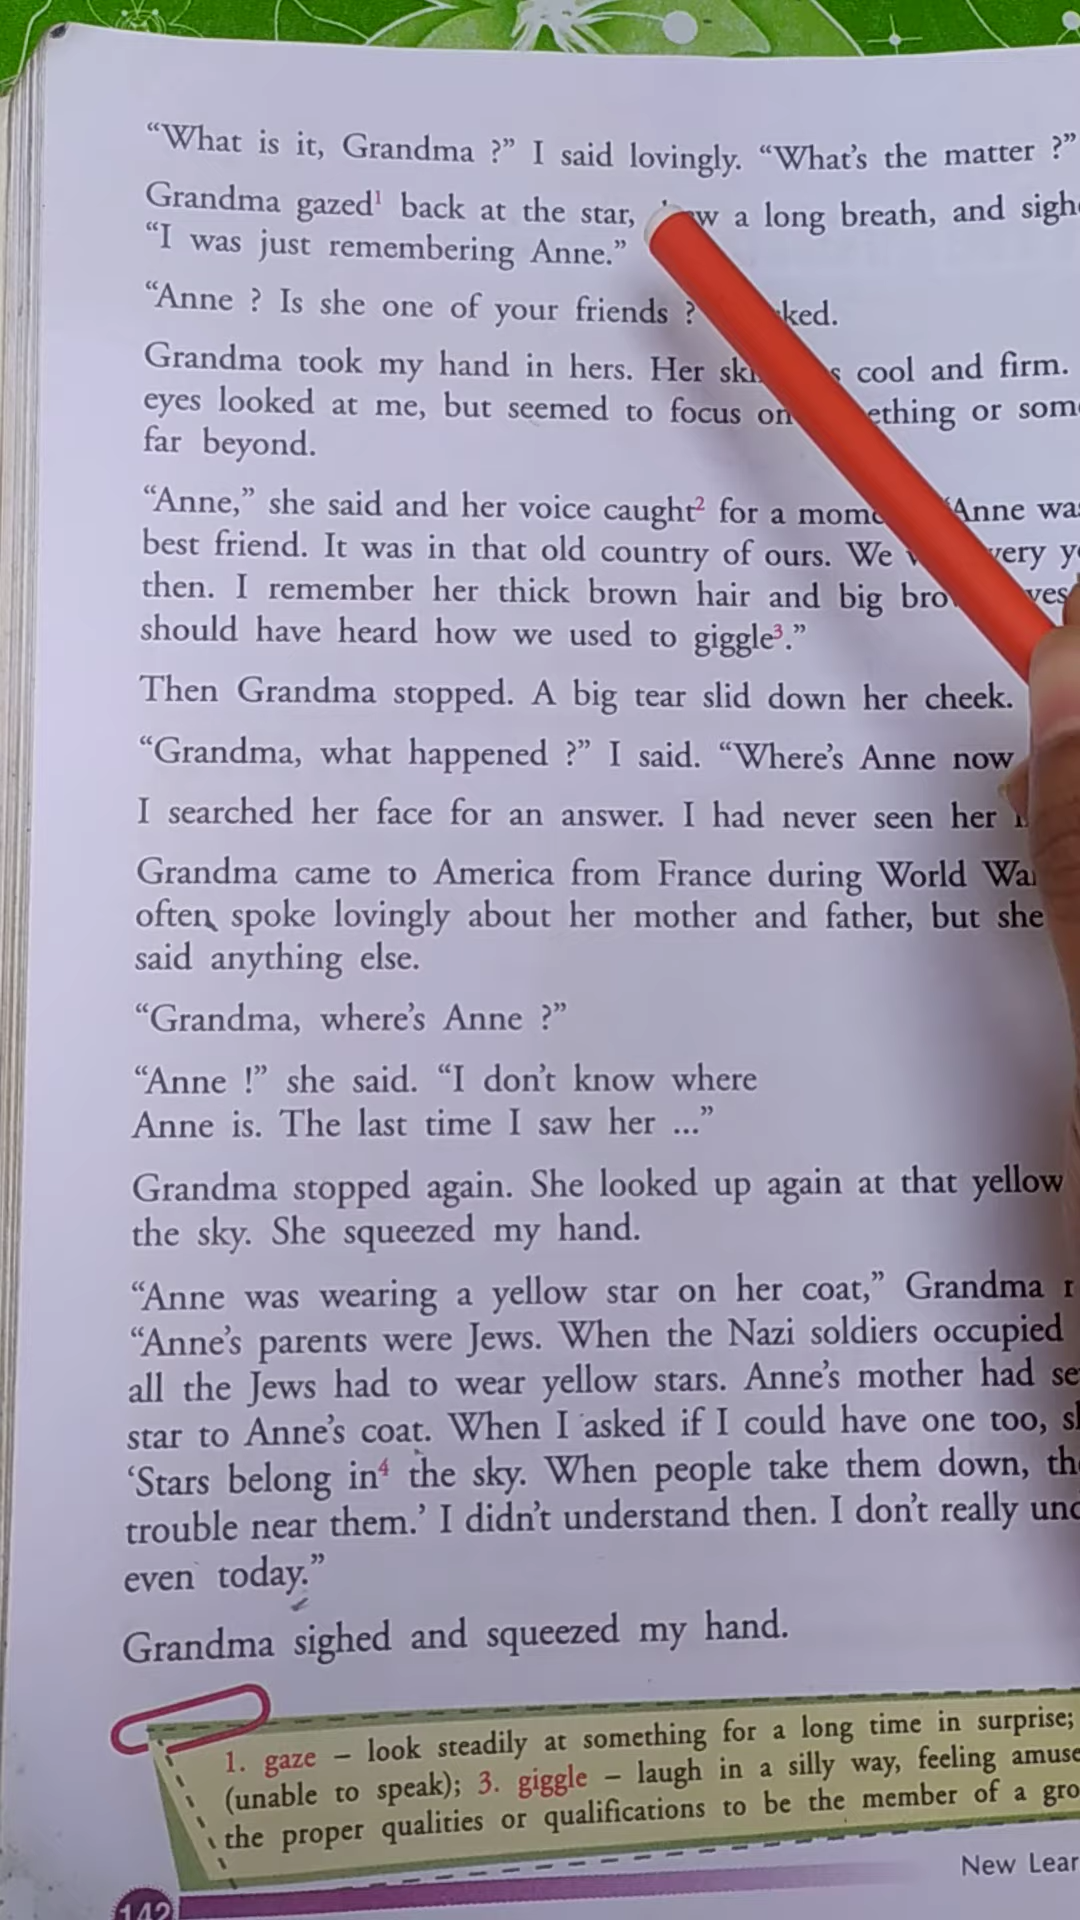 “What is it, Grandma ?” I said lovingly. “What’s the matter ?”
Grandma gazed¹ back at the star, a long breath, and
“I was just remembering Anne.”
“Anne ? Is she one of your friends ?
Grandma took my hand in hers. Her cool and firm.
eyes looked at me, but seemed to focus on or
far beyond.
“Anne,” she said and her voice caught² for a “Anne
best friend. It was in that old country of ours. We very
then. I remember her thick brown hair and big
should have heard how we used to giggle³.”
Then Grandma stopped. A big tear slid down her cheek.
“Grandma, what happened ?” I said. “Where’s Anne now
I searched her face for an answer. I had never seen her
Grandma came to America from France during World
often spoke lovingly about her mother and father, but she
said anything else.
“Grandma, where’s Anne ?”
“Anne !” she said. “I don’t know where
Anne is. The last time I saw her ...”
Grandma stopped again. She looked up again at that yellow
the sky. She squeezed my hand.
“Anne was wearing a yellow star on her coat,” Grandma
“Anne’s parents were Jews. When the Nazi soldiers occupied
all the Jews had to wear yellow stars. Anne’s mother had
star to Anne’s coat. When I asked if I could have one too,
‘Stars belong in⁴ the sky. When people take them down,
trouble near them.’ I didn’t understand then. I don’t really
even today.”
Grandma sighed and squeezed my hand.
1. gaze – look steadily at something for a long time in surprise;
(unable to speak); 3. giggle – laugh in a silly way, feeling
the proper qualities or qualifications to be the member of a
New
142